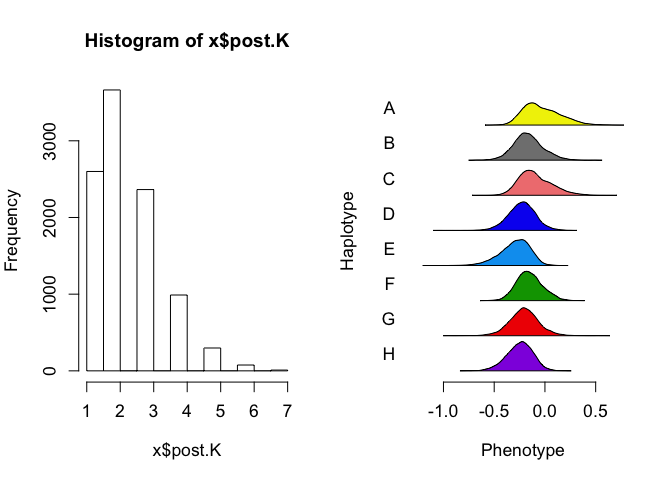 Histogram of x$post.K
Frequency
0
1000
2000
3000
1 2 3 4 5 6 7
x$post.K
Haplotype
A
B
C
D
E
F
G
H
-1.0 -0.5 0.0 0.5
Phenotype